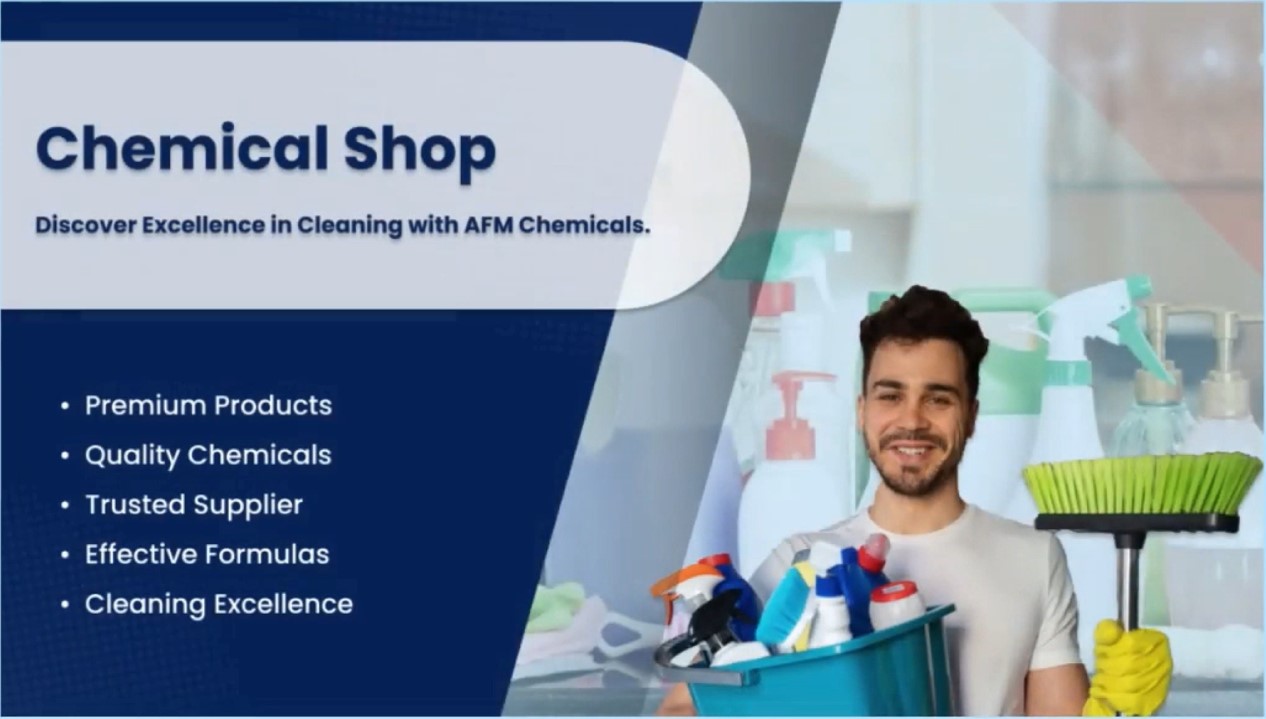 Chemical Shop
Discover Excellence in Cleaning with AFM Chemicals.
• Premium Products
• Quality Chemicals
• Trusted Supplier
• Effective Formulas
• Cleaning Excellence